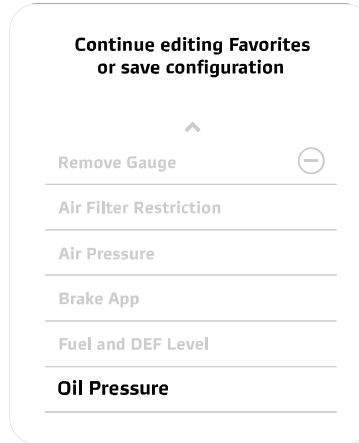 Continue editing Favorites
or save configuration
Remove Gauge
Air Filter Restriction
Air Pressure
Brake App
Fuel and DEF Level
Oil Pressure